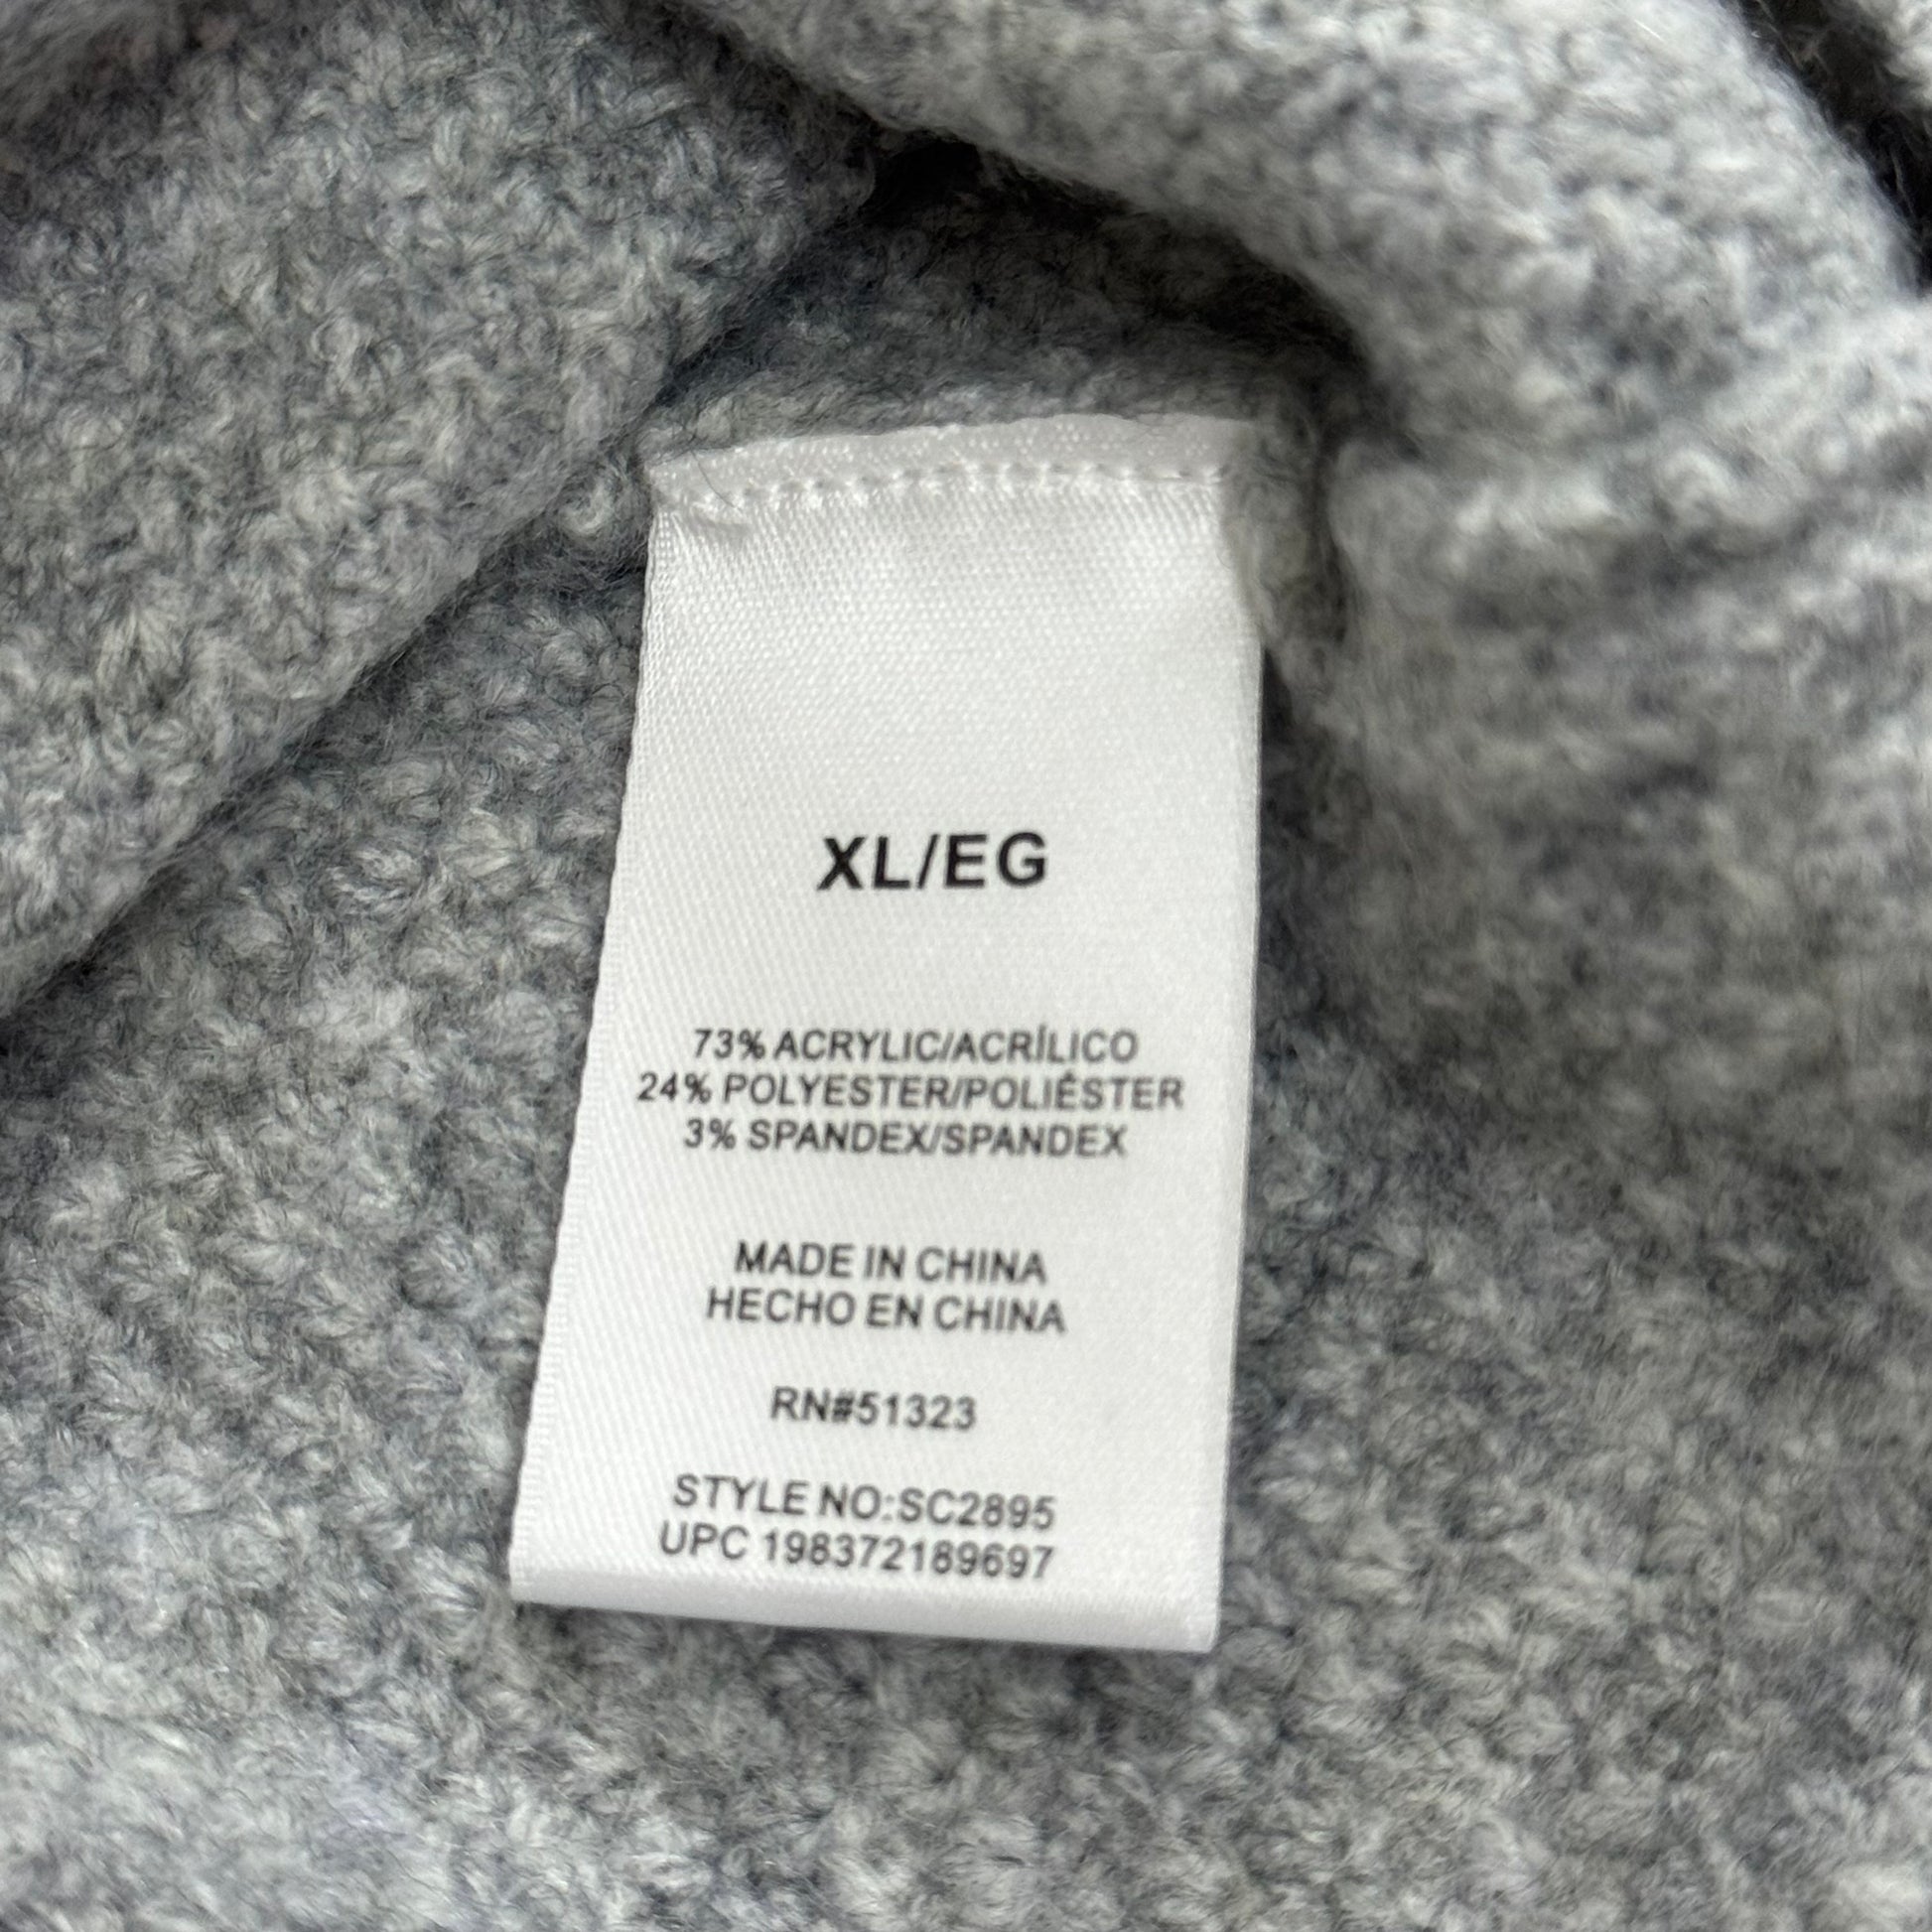 XL/EG
73% ACRYLIC/ACRÍLICO
24% POLYESTER/POLIÉSTER
3% SPANDEX/SPANDEX
MADE IN CHINA
HECHO EN CHINA
RN#51323
STYLE NO:SC2895
UPC 198372189697